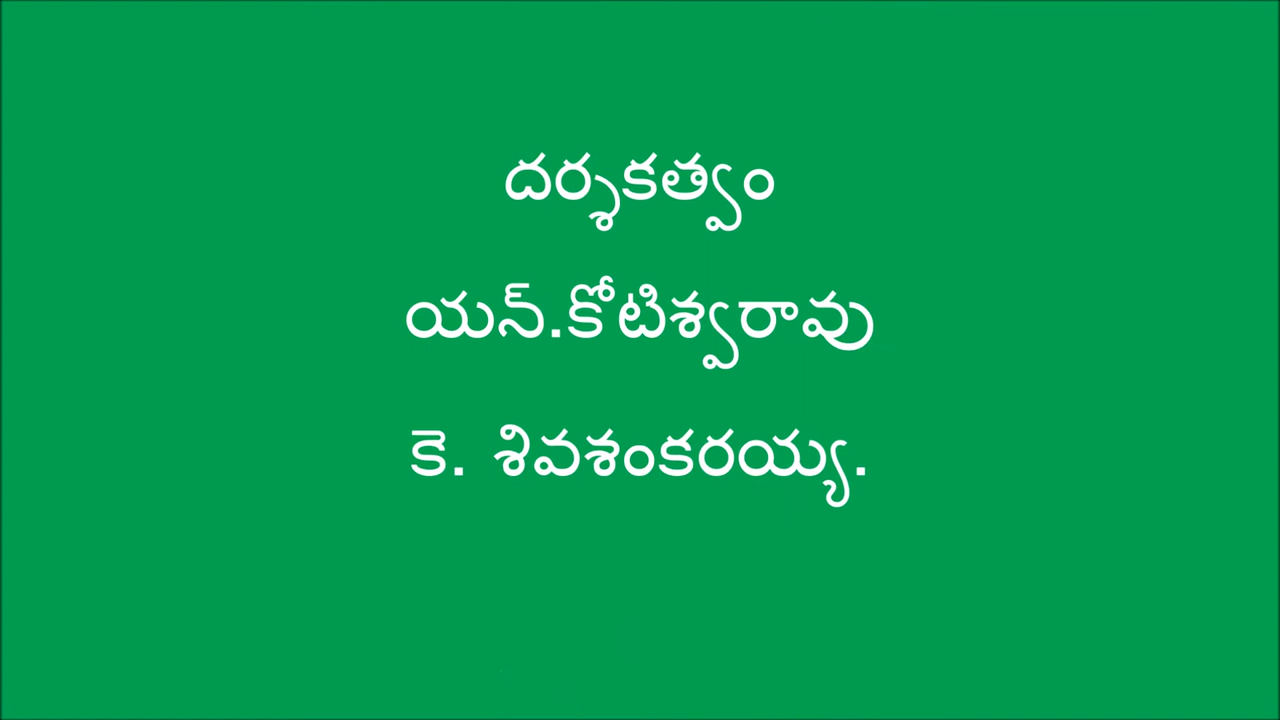 దర్శకత్వం
యన్.కోటిశ్వరావు
కె. శివశంకరయ్య.